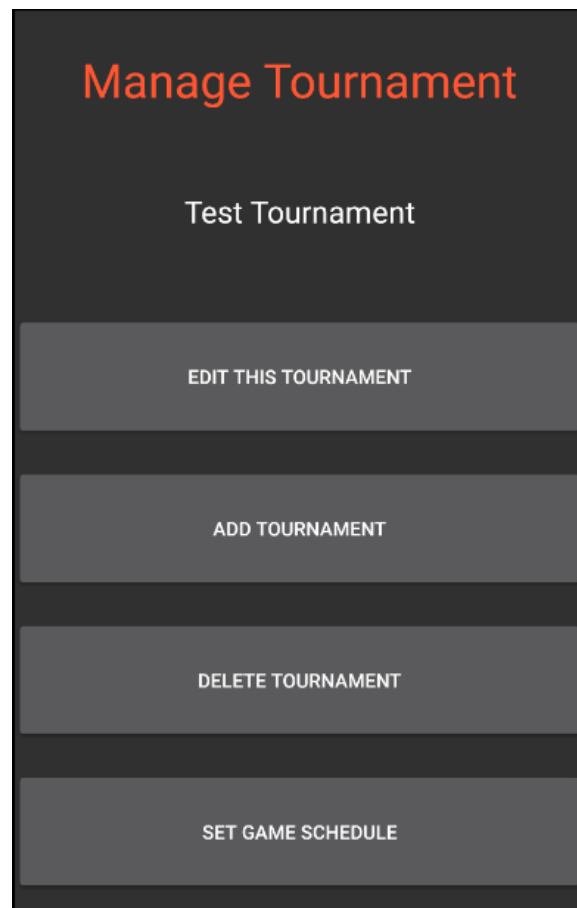 Manage Tournament
Test Tournament
EDIT THIS TOURNAMENT
ADD TOURNAMENT
DELETE TOURNAMENT
SET GAME SCHEDULE